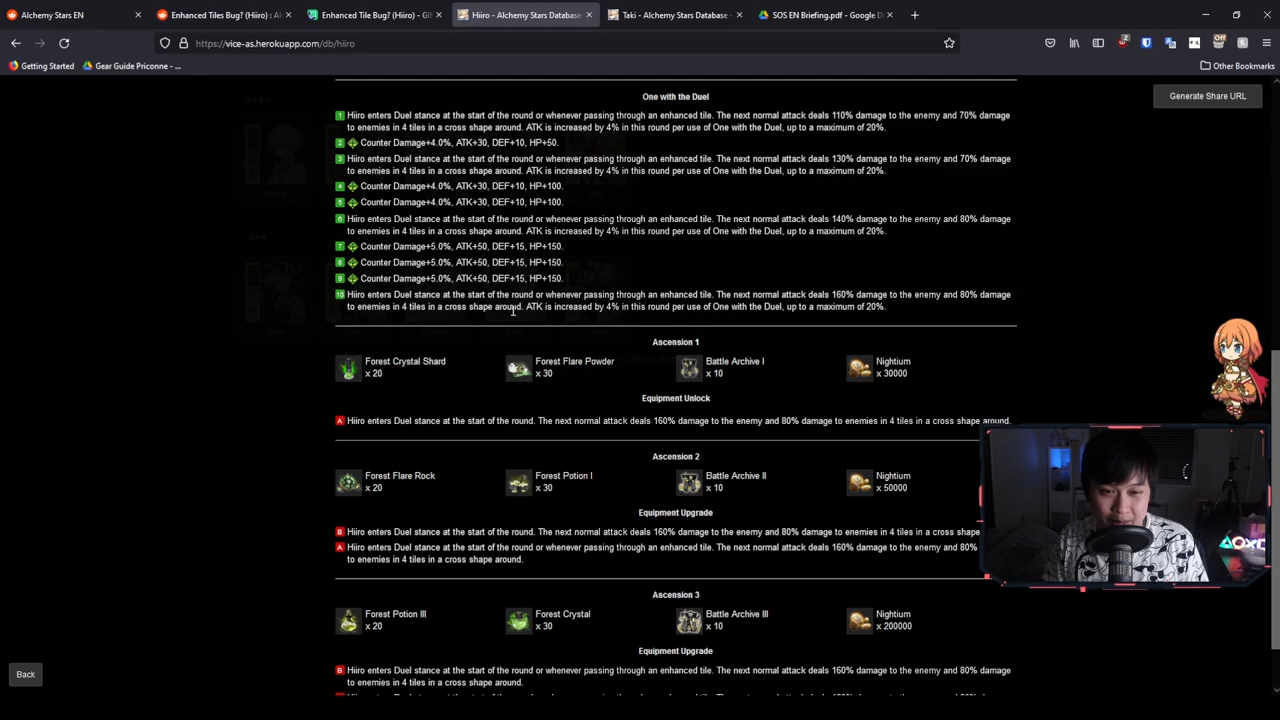 Alchemy Stars EN
Enhanced Tiles Bug? (Hiiro) : Al
Enhanced Tile Bug? (Hiiro) - Gif
Hiiro - Alchemy Stars Database
Taki - Alchemy Stars Database -
SOS EN Briefing.pdf - Google D
https://vice-as.herokuapp.com/db/hiiro
2
Off
Getting Started
Gear Guide Priconne - ...
Other Bookmarks
Generate Share URL
One with the Duel
1 Hiiro enters Duel stance at the start of the round or whenever passing through an enhanced tile. The next normal attack deals 110% damage to the enemy and 70% damage
to enemies in 4 tiles in a cross shape around. ATK is increased by 4% in this round per use of One with the Duel, up to a maximum of 20%.
2 Counter Damage+4.0%, ATK+30, DEF+10, HP+50.
3 Hiiro enters Duel stance at the start of the round or whenever passing through an enhanced tile. The next normal attack deals 130% damage to the enemy and 70% damage
to enemies in 4 tiles in a cross shape around. ATK is increased by 4% in this round per use of One with the Duel, up to a maximum of 20%.
4 Counter Damage+4.0%, ATK+30, DEF+10, HP+100.
5 Counter Damage+4.0%, ATK+30, DEF+10, HP+100.
6 Hiiro enters Duel stance at the start of the round or whenever passing through an enhanced tile. The next normal attack deals 140% damage to the enemy and 80% damage
to enemies in 4 tiles in a cross shape around. ATK is increased by 4% in this round per use of One with the Duel, up to a maximum of 20%.
7 Counter Damage+5.0%, ATK+50, DEF+15, HP+150.
8 Counter Damage+5.0%, ATK+50, DEF+15, HP+150.
9 Counter Damage+5.0%, ATK+50, DEF+15, HP+150.
10 Hiiro enters Duel stance at the start of the round or whenever passing through an enhanced tile. The next normal attack deals 160% damage to the enemy and 80% damage
to enemies in 4 tiles in a cross shape around. ATK is increased by 4% in this round per use of One with the Duel, up to a maximum of 20%.
Ascension 1
Forest Crystal Shard
x 20
Forest Flare Powder
x 30
Battle Archive I
x 10
Nightium
x 30000
Equipment Unlock
A Hiiro enters Duel stance at the start of the round. The next normal attack deals 160% damage to the enemy and 80% damage to enemies in 4 tiles in a cross shape around.
Ascension 2
Forest Flare Rock
x 20
Forest Potion I
x 30
Battle Archive II
x 10
Nightium
x 50000
Equipment Upgrade
B Hiiro enters Duel stance at the start of the round. The next normal attack deals 160% damage to the enemy and 80% damage to enemies in 4 tiles in a cross shape
A Hiiro enters Duel stance at the start of the round or whenever passing through an enhanced tile. The next normal attack deals 160% damage to the enemy and 80%
to enemies in 4 tiles in a cross shape around.
Ascension 3
Forest Potion III
x 20
Forest Crystal
x 30
Battle Archive III
x 10
Nightium
x 200000
Equipment Upgrade
B Hiiro enters Duel stance at the start of the round or whenever passing through an enhanced tile. The next normal attack deals 160% damage to the enemy and 80% damage
to enemies in 4 tiles in a cross shape around.
Back